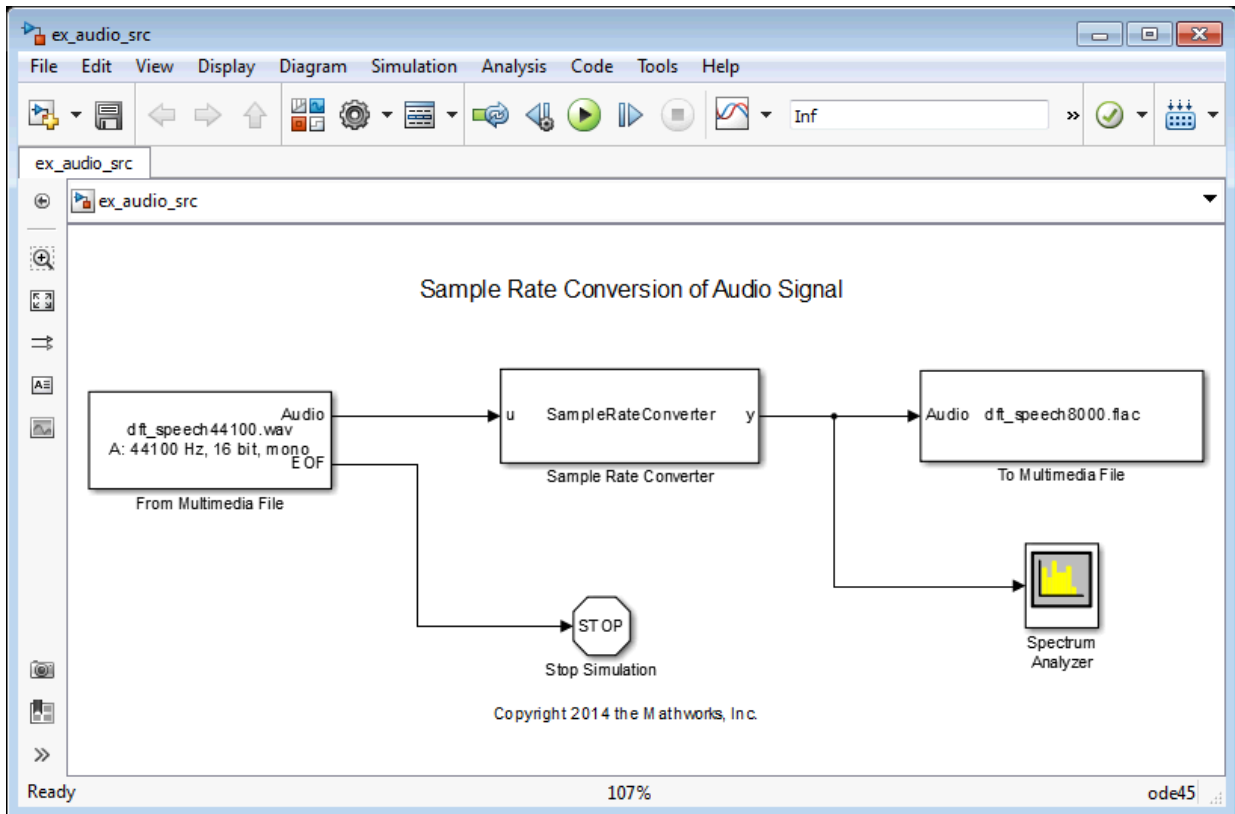 ex_audio_src
File Edit View Display Diagram Simulation Analysis Code Tools Help
Inf
»
ex_audio_src
ex_audio_src
Sample Rate Conversion of Audio Signal
Audio
dft_speech44100.wav
A: 44100 Hz, 16 bit, mono
EOF
From Multimedia File
u SampleRateConverter y
Sample Rate Converter
Audio dft_speech8000.flac
To Multimedia File
STOP
Stop Simulation
Spectrum
Analyzer
Copyright 2014 the Mathworks, Inc.
A
»
Ready 107% ode45